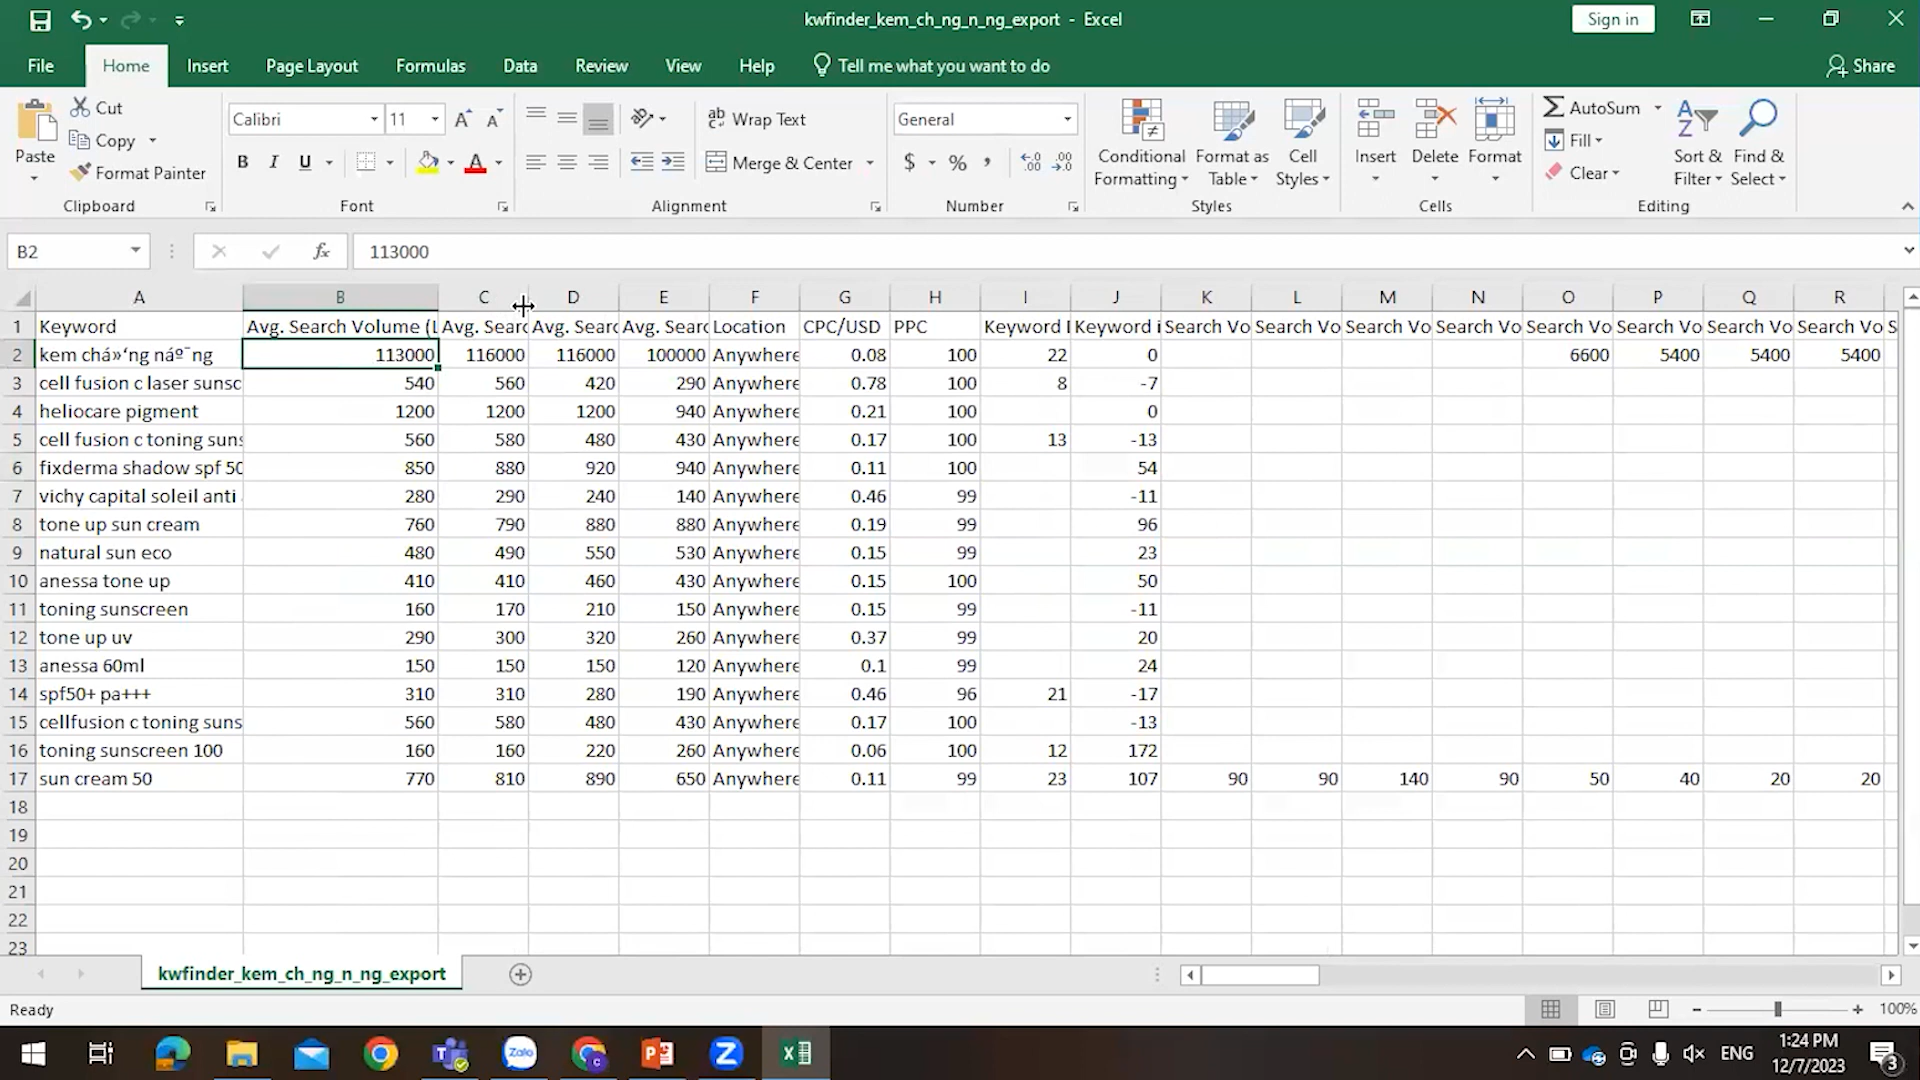 kwfinder_kem_ch_ng_n_ng_export - Excel
Sign in
File Home Insert Page Layout Formulas Data Review View Help Tell me what you want to do Share
Paste
Cut
Copy
Format Painter
Clipboard
Calibri 11
B I U
Font
Wrap Text
Merge & Center
Alignment
General
$ % ,
Number
Conditional Formatting
Format as Table
Cell Styles
Styles
Insert Delete Format
Cells
AutoSum
Fill
Clear
Sort & Filter
Find & Select
Editing
B2 fx 113000
A B C D E F G H I J K L M N O P Q R
1 Keyword Avg. Search Volume (L Avg. Searc Avg. Searc Avg. Searc Location CPC/USD PPC Keyword D Keyword i Search Vo Search Vo Search Vo Search Vo Search Vo Search Vo Search Vo Search Vo S
2 kem chá»‘ng náº¯ng 113000 116000 116000 100000 Anywhere 0.08 100 22 0 6600 5400 5400 5400
3 cell fusion c laser sunsc 540 560 420 290 Anywhere 0.78 100 8 -7
4 heliocare pigment 1200 1200 1200 940 Anywhere 0.21 100 0
5 cell fusion c toning suns 560 580 480 430 Anywhere 0.17 100 13 -13
6 fixderma shadow spf 50 850 880 920 940 Anywhere 0.11 100 54
7 vichy capital soleil anti 280 290 240 140 Anywhere 0.46 99 -11
8 tone up sun cream 760 790 880 880 Anywhere 0.19 99 96
9 natural sun eco 480 490 550 530 Anywhere 0.15 99 23
10 anessa tone up 410 410 460 430 Anywhere 0.15 100 50
11 toning sunscreen 160 170 210 150 Anywhere 0.15 99 -11
12 tone up uv 290 300 320 260 Anywhere 0.37 99 20
13 anessa 60ml 150 150 150 120 Anywhere 0.1 99 24
14 spf50+ pa+++ 310 310 280 190 Anywhere 0.46 96 21 -17
15 cellfusion c toning suns 560 580 480 430 Anywhere 0.17 100 -13
16 toning sunscreen 100 160 160 220 260 Anywhere 0.06 100 12 172
17 sun cream 50 770 810 890 650 Anywhere 0.11 99 23 107 90 90 140 90 50 40 20 20
18
19
20
21
22
23
kwfinder_kem_ch_ng_n_ng_export
Ready
100%
Zalo
ENG
1:24 PM
12/7/2023
3